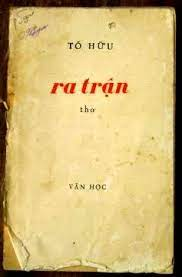 TỐ HỮU
ra trận
thơ
VĂN HỌC